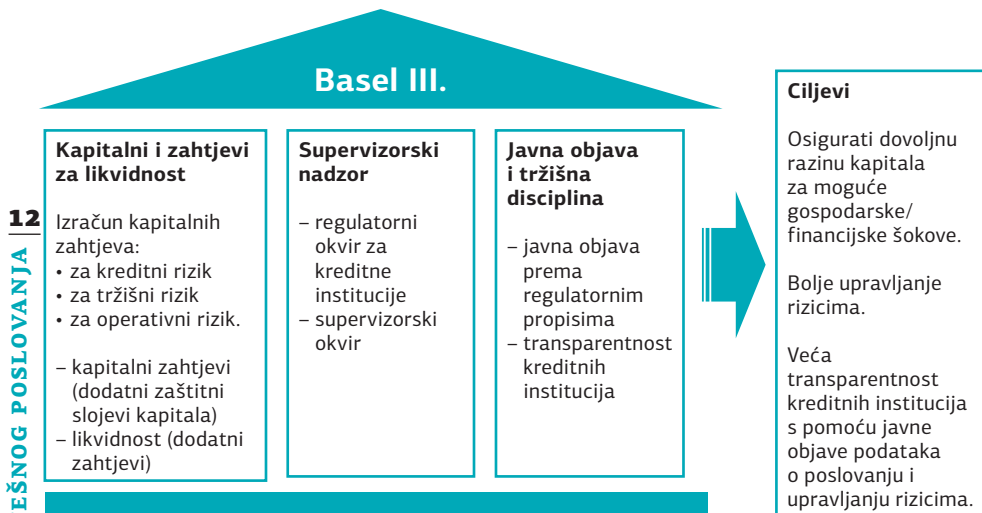 Basel III.
Kapitalni i zahtjevi
za likvidnost
Izračun kapitalnih
zahtjeva:
• za kreditni rizik
• za tržišni rizik
• za operativni rizik.
– kapitalni zahtjevi
(dodatni zaštitni
slojevi kapitala)
– likvidnost (dodatni
zahtjevi)
Supervizorski
nadzor
– regulatorni
okvir za
kreditne
institucije
– supervizorski
okvir
Javna objava
i tržišna
disciplina
– javna objava
prema
regulatornim
propisima
– transparentnost
kreditnih
institucija
Ciljevi
Osigurati dovoljnu
razinu kapitala
za moguće
gospodarske/
financijske šokove.
Bolje upravljanje
rizicima.
Veća
transparentnost
kreditnih institucija
s pomoću javne
objave podataka
o poslovanju i
upravljanju rizicima.
12
EŠNOG POSLOVANJA